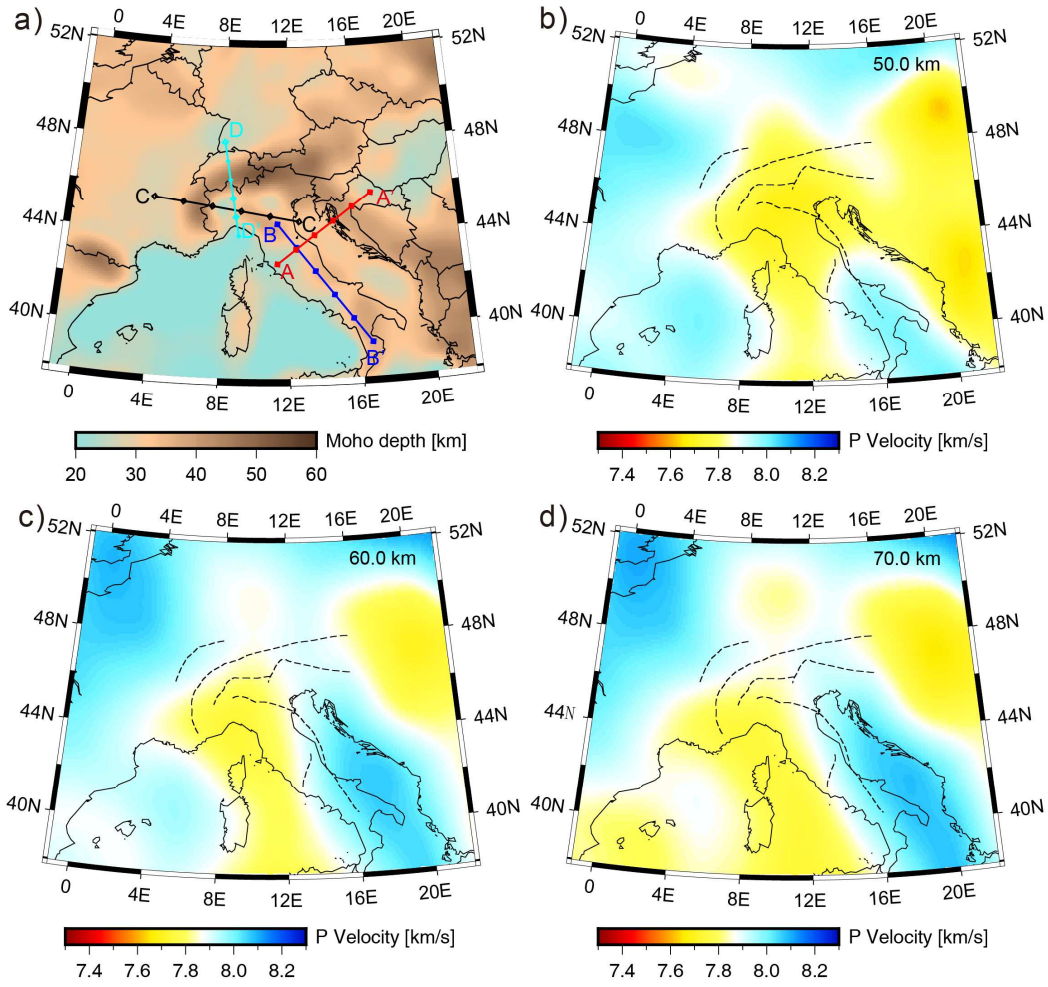 a)
0 4E 8E 12E 16E 20E
52N 52N
48N 48N
44N 44N
40N 40N
D
C C
D'
B A
A
B'
0 4E 8E 12E 16E 20E
Moho depth [km]
20 30 40 50 60
b)
0 4E 8E 12E 16E 20E
52N 52N
50.0 km
48N 48N
44N 44N
40N 40N
0 4E 8E 12E 16E 20E
P Velocity [km/s]
7.4 7.6 7.8 8.0 8.2
c)
0 4E 8E 12E 16E 20E
52N 52N
60.0 km
48N 48N
44N 44N
40N 40N
0 4E 8E 12E 16E 20E
P Velocity [km/s]
7.4 7.6 7.8 8.0 8.2
d)
0 4E 8E 12E 16E 20E
52N 52N
70.0 km
48N 48N
44N 44N
40N 40N
0 4E 8E 12E 16E 20E
P Velocity [km/s]
7.4 7.6 7.8 8.0 8.2